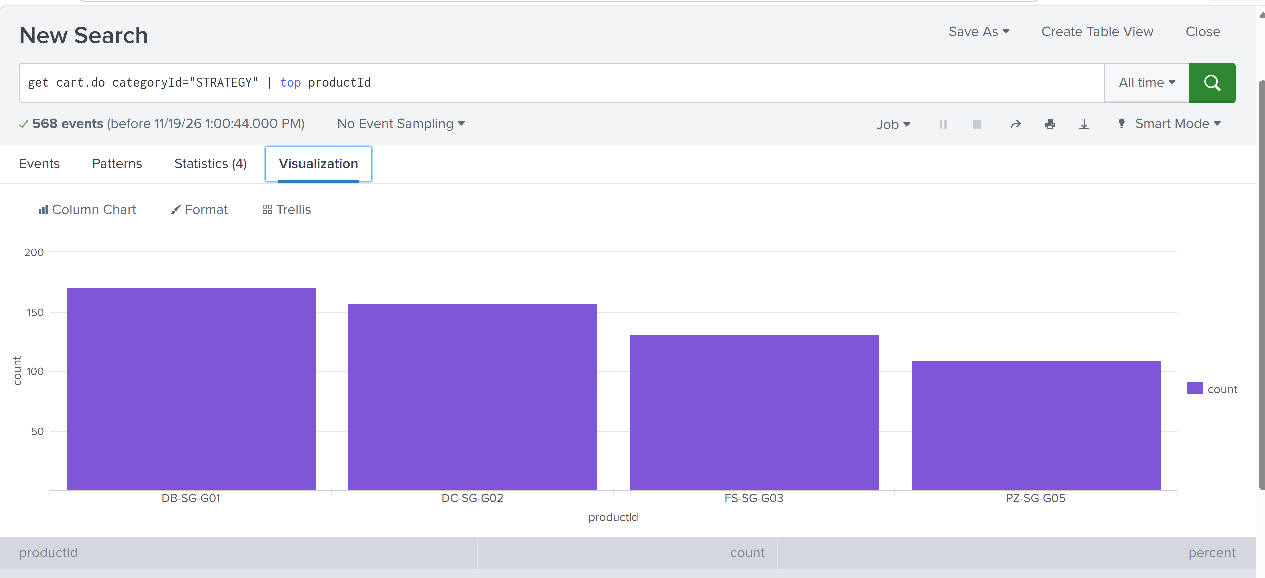 New Search
Save As
Create Table View
Close
get cart.do categoryId="STRATEGY" | top productId
All time
568 events (before 11/19/26 1:00:44.000 PM)
No Event Sampling
Job
Smart Mode
Events
Patterns
Statistics (4)
Visualization
Column Chart
Format
Trellis
200
150
100
50
count
DB-SG-G01
DC-SG-G02
FS-SG-G03
PZ-SG-G05
productId
count
productId
count
percent